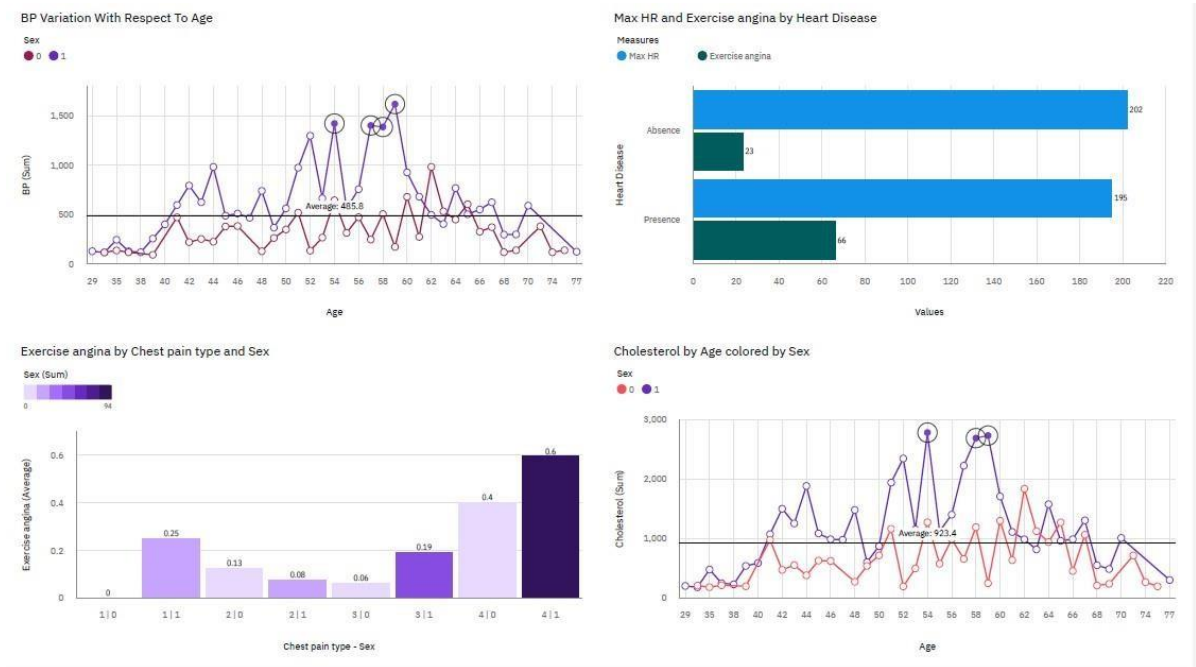 BP Variation With Respect To Age
Sex
0 1
BP (Sum)
1,500
1,000
500
0
Average: 485.8
29 35 38 40 42 44 46 48 50 52 54 56 58 60 62 64 66 68 70 74 77
Age
Max HR and Exercise angina by Heart Disease
Measures
Max HR Exercise angina
Heart Disease
Absence
202
23
Presence
195
66
0 20 40 60 80 100 120 140 160 180 200 220
Values
Exercise angina by Chest pain type and Sex
Sex (Sum)
0 94
Exercise angina (Average)
0.6
0.4
0.2
0
0 0.25 0.13 0.08 0.06 0.19 0.4 0.6
1|0 1|1 2|0 2|1 3|0 3|1 4|0 4|1
Chest pain type - Sex
Cholesterol by Age colored by Sex
Sex
0 1
Cholesterol (Sum)
3,000
2,000
1,000
0
Average: 923.4
29 35 38 40 42 44 46 48 50 52 54 56 58 60 62 64 66 68 70 74 77
Age